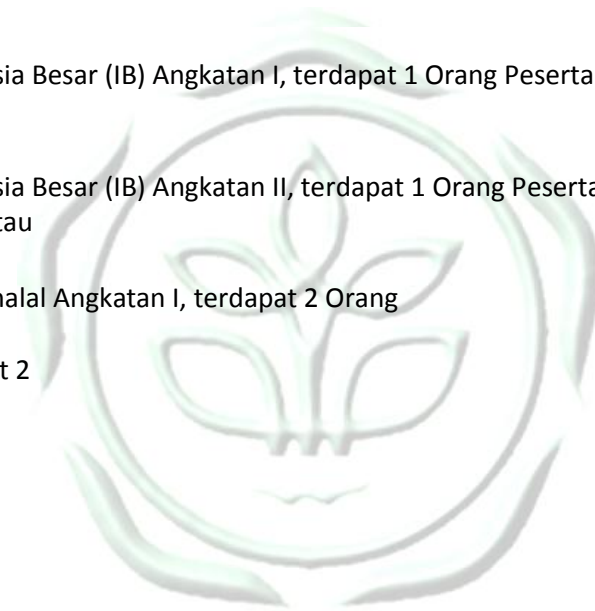 sia Besar (IB) Angkatan I, terdapat 1 Orang Peserta
sia Besar (IB) Angkatan II, terdapat 1 Orang Peserta
tau
halal Angkatan I, terdapat 2 Orang
t 2